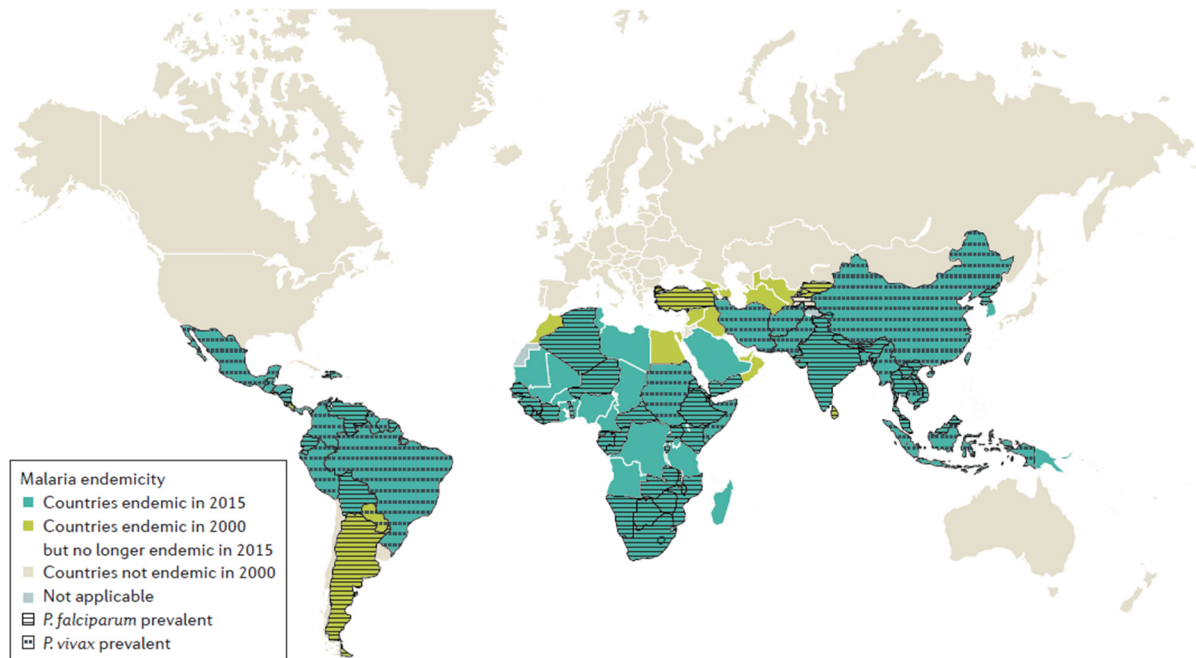 Malaria endemicity
Countries endemic in 2015
Countries endemic in 2000
but no longer endemic in 2015
Countries not endemic in 2000
Not applicable
P. falciparum prevalent
P. vivax prevalent